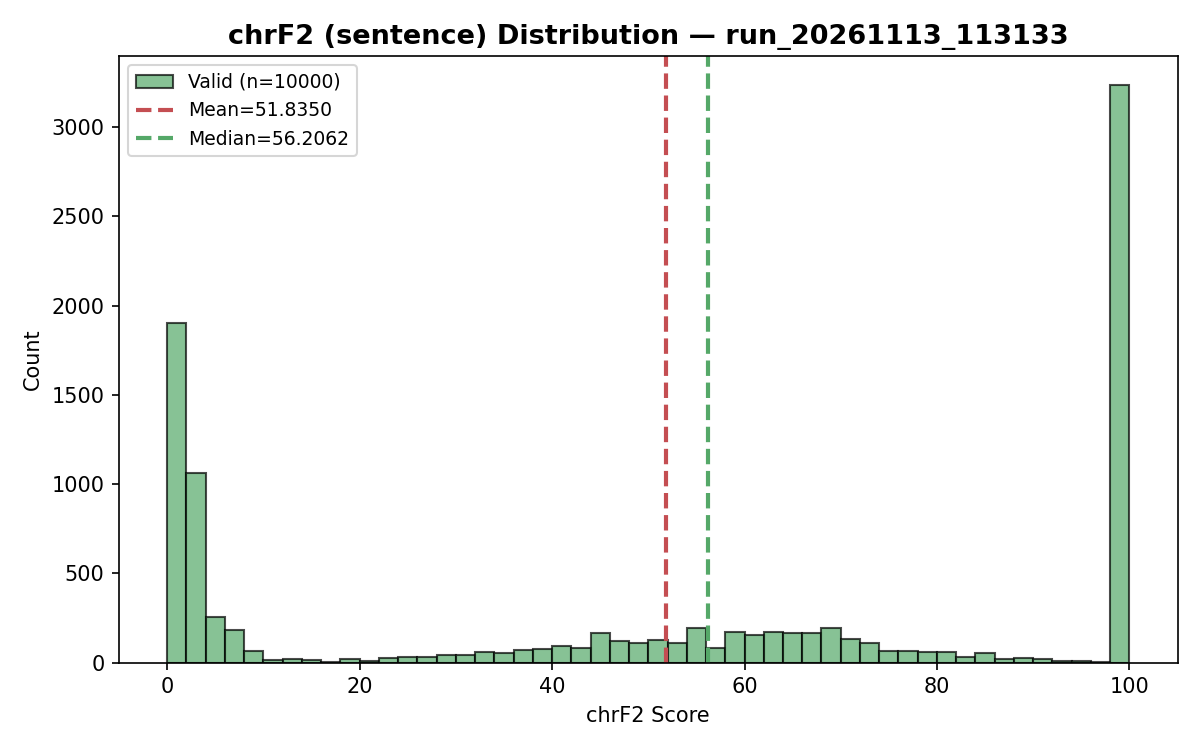 chrF2 (sentence) Distribution — run_20261113_113133
Valid (n=10000)
Mean=51.8350
Median=56.2062
Count
3000
2500
2000
1500
1000
500
0
0 20 40 60 80 100
chrF2 Score